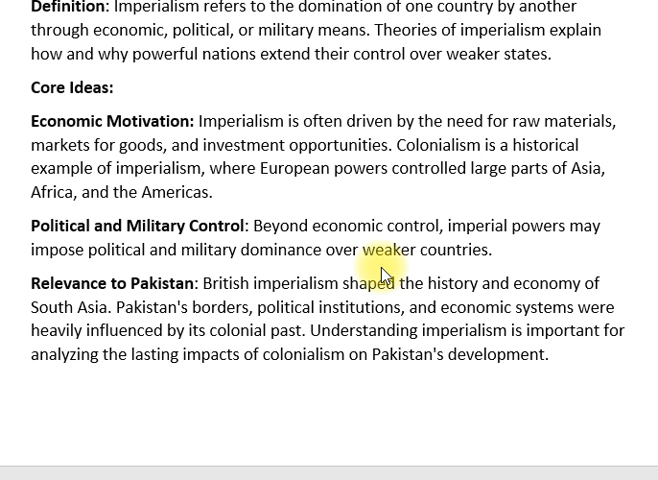 Definition: Imperialism refers to the domination of one country by another
through economic, political, or military means. Theories of imperialism explain
how and why powerful nations extend their control over weaker states.
Core Ideas:
Economic Motivation: Imperialism is often driven by the need for raw materials,
markets for goods, and investment opportunities. Colonialism is a historical
example of imperialism, where European powers controlled large parts of Asia,
Africa, and the Americas.
Political and Military Control: Beyond economic control, imperial powers may
impose political and military dominance over weaker countries.
Relevance to Pakistan: British imperialism shaped the history and economy of
South Asia. Pakistan's borders, political institutions, and economic systems were
heavily influenced by its colonial past. Understanding imperialism is important for
analyzing the lasting impacts of colonialism on Pakistan's development.